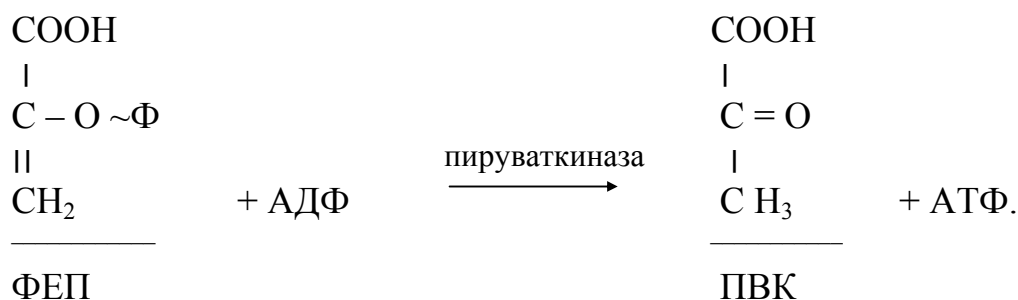 COOH COOH
| |
C – O ~Ф C = O
|| пируваткиназа |
CH₂ + АДФ C H₃ + АТФ.
ФЕП ПВК